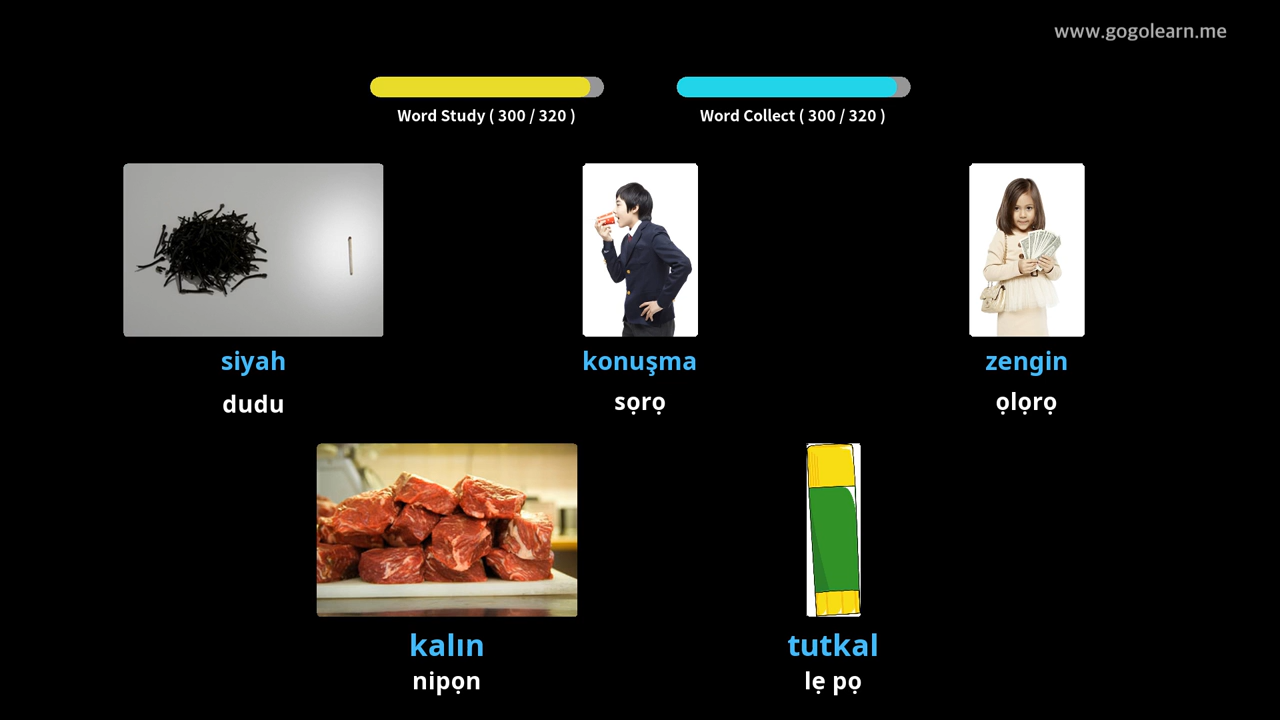 www.gogolearn.me
Word Study ( 300 / 320 )
Word Collect ( 300 / 320 )
siyah
konuşma
zengin
dudu
sọrọ
ọlọrọ
kalın
tutkal
nipọn
lẹ pọ